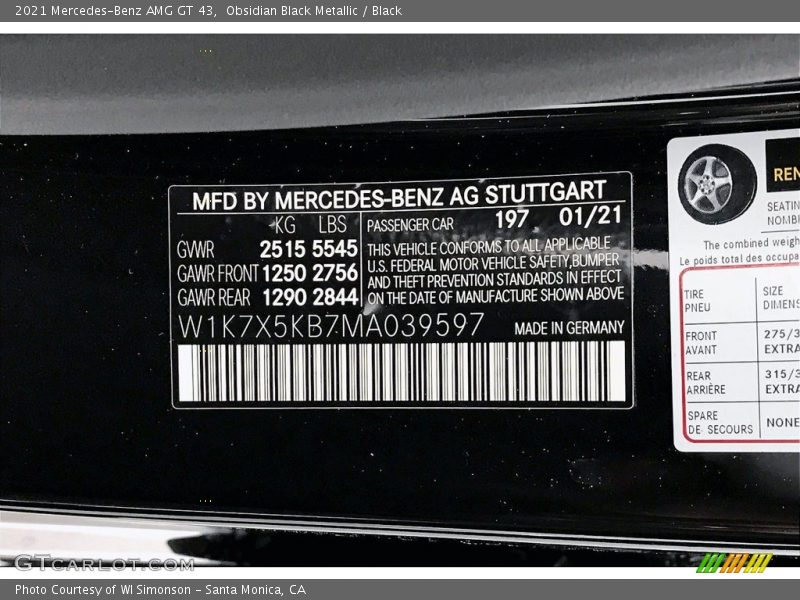 2021 Mercedes-Benz AMG GT 43, Obsidian Black Metallic / Black
MFD BY MERCEDES-BENZ AG STUTTGART
KG LBS PASSENGER CAR 197 01/21
GVWR 2515 5545
GAWR FRONT 1250 2756
GAWR REAR 1290 2844
THIS VEHICLE CONFORMS TO ALL APPLICABLE
U.S. FEDERAL MOTOR VEHICLE SAFETY,BUMPER
AND THEFT PREVENTION STANDARDS IN EFFECT
ON THE DATE OF MANUFACTURE SHOWN ABOVE
W1K7X5KB7MA039597 MADE IN GERMANY
The combined
Le poids total des
TIRE SIZE
PNEU
FRONT 275/3
AVANT
REAR 315/3
ARRIÈRE
SPARE NONE
DE SECOURS
GTCARLOT.COM
Photo Courtesy of WI Simonson - Santa Monica, CA